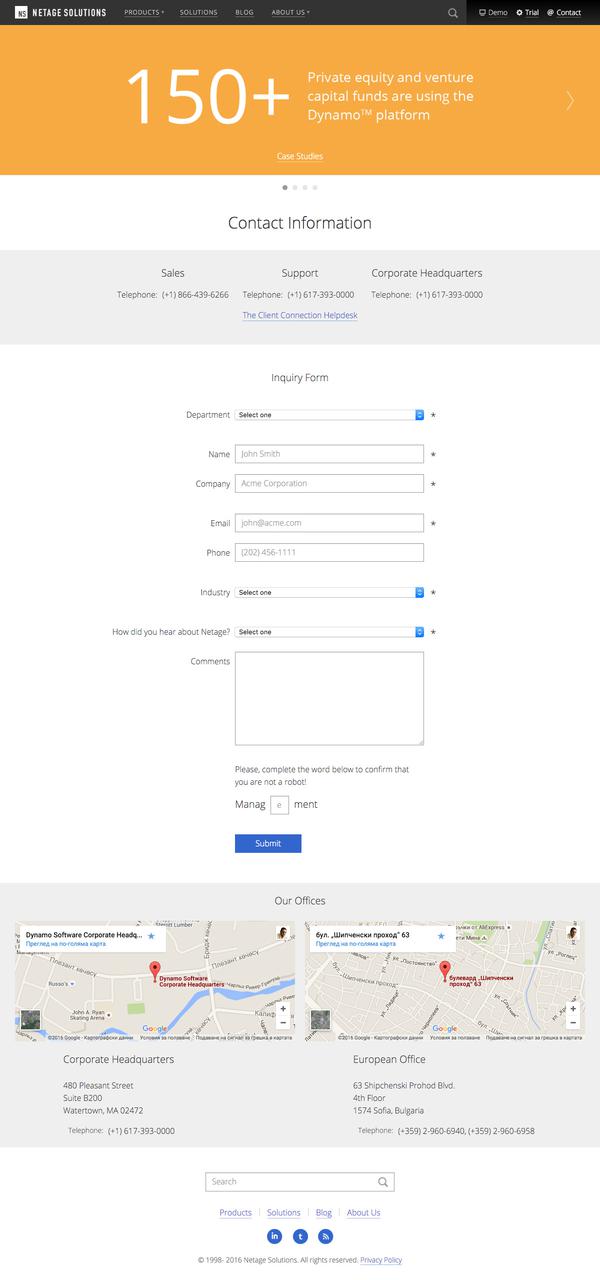 NS NETAGE SOLUTIONS PRODUCTS SOLUTIONS BLOG ABOUT US Demo Trial @ Contact
150+
Private equity and venture
capital funds are using the
Dynamo™ platform
Case Studies
Contact Information
Sales Support Corporate Headquarters
Telephone: (+1) 866-439-6266 Telephone: (+1) 617-393-0000 Telephone: (+1) 617-393-0000
The Client Connection Helpdesk
Inquiry Form
Department Select one *
Name John Smith *
Company Acme Corporation *
Email john@acme.com *
Phone (202) 456-1111
Industry Select one *
How did you hear about Netage? Select one *
Comments
Please, complete the word below to confirm that
you are not a robot!
Manag e ment
Submit
Our Offices
Dynamo Software Corporate Headq...
Преглед на по-голяма карта
Russo's
John A. Ryan
Skating Arena
Dynamo Software
Corporate Headquarters
Google
©2016 Google - Картографски данни Условия за ползване Подаване на сигнал за грешка в картата
бул. „Шипченски проход“ 63
Преглед на по-голяма карта
булевард „Шипченски
проход“ 63
Google
©2016 Google - Картографски данни Условия за ползване Подаване на сигнал за грешка в картата
Corporate Headquarters
480 Pleasant Street
Suite B200
Watertown, MA 02472
Telephone: (+1) 617-393-0000
European Office
63 Shipchenski Prohod Blvd.
4th Floor
1574 Sofia, Bulgaria
Telephone: (+359) 2-960-6940, (+359) 2-960-6958
Search
Products Solutions Blog About Us
© 1998- 2016 Netage Solutions. All rights reserved. Privacy Policy